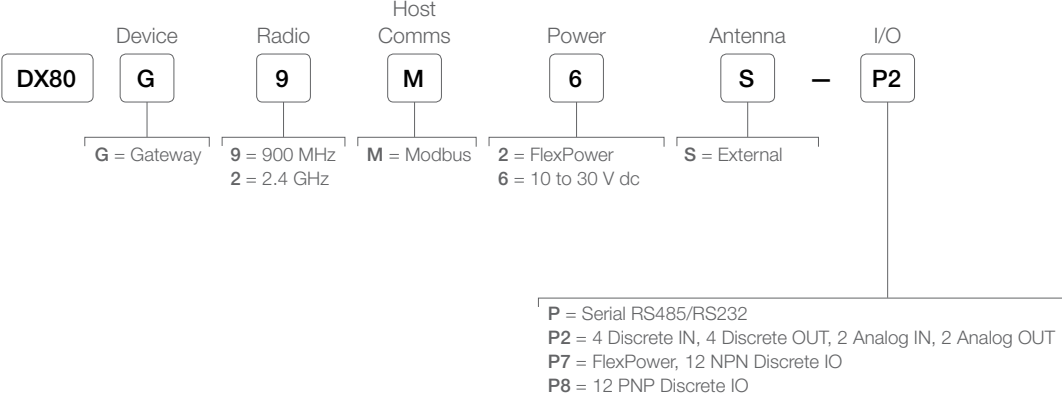 Host
Device Radio Comms Power Antenna I/O
DX80 G 9 M 6 S – P2
G = Gateway 9 = 900 MHz M = Modbus 2 = FlexPower S = External
2 = 2.4 GHz 6 = 10 to 30 V dc
P = Serial RS485/RS232
P2 = 4 Discrete IN, 4 Discrete OUT, 2 Analog IN, 2 Analog OUT
P7 = FlexPower, 12 NPN Discrete IO
P8 = 12 PNP Discrete IO